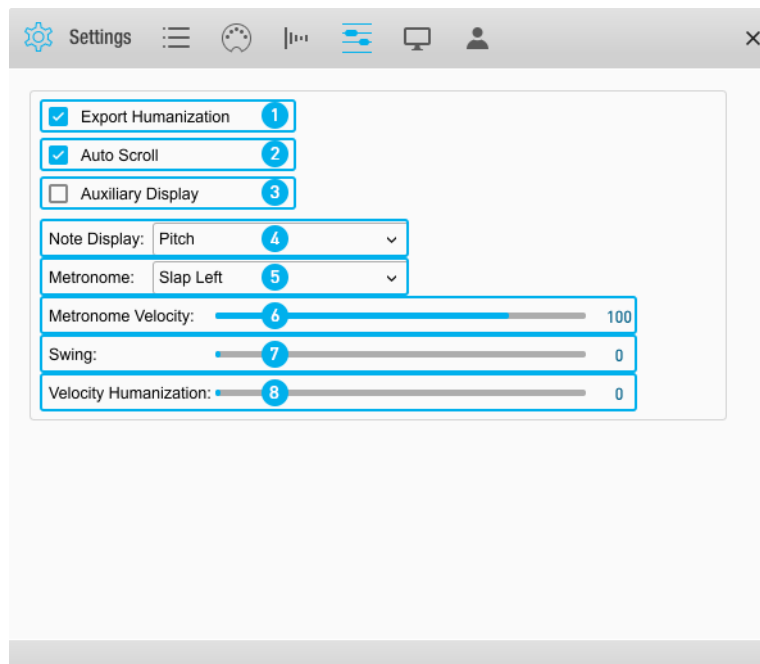 Settings
Export Humanization 1
Auto Scroll 2
Auxiliary Display 3
Note Display: Pitch 4
Metronome: Slap Left 5
Metronome Velocity: 6 100
Swing: 7 0
Velocity Humanization: 8 0